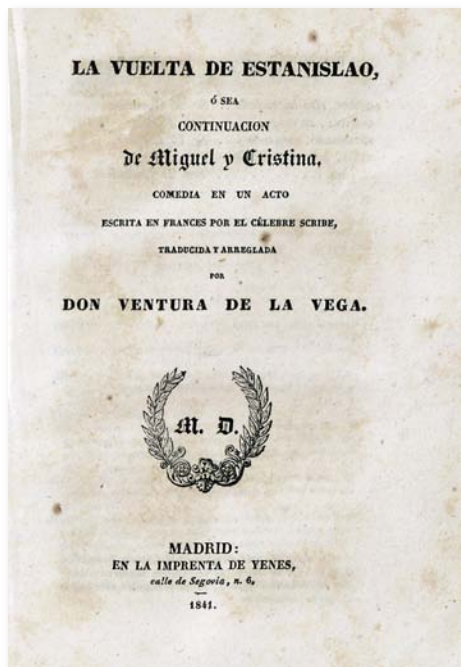 LA VUELTA DE ESTANISLAO,
Ó SEA
CONTINUACION
de Miguel y Cristina,
COMEDIA EN UN ACTO
ESCRITA EN FRANCES POR EL CÉLEBRE SCRIBE,
TRADUCIDA Y ARREGLADA
POR
DON VENTURA DE LA VEGA.
M. D.
MADRID:
EN LA IMPRENTA DE YENES,
calle de Segovia, n. 6,
1841.